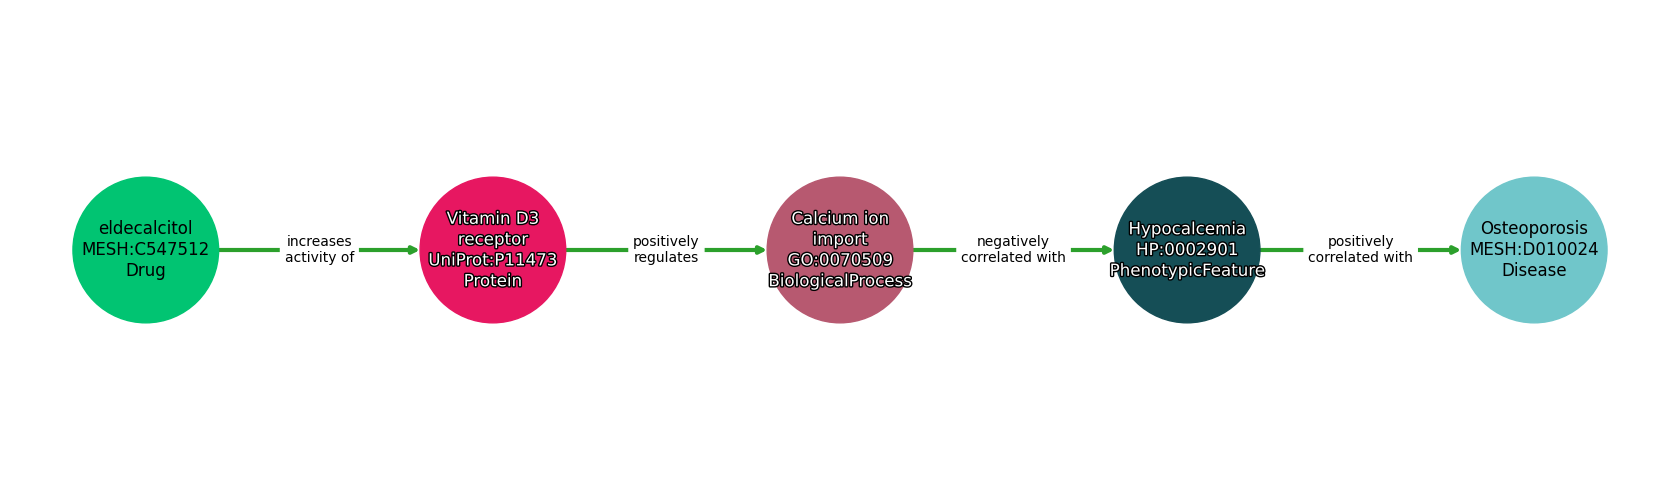 eldecalcitol
MESH:C547512
Drug
increases
activity of
Vitamin D3
receptor
UniProt:P11473
Protein
positively
regulates
Calcium ion
import
GO:0070509
BiologicalProcess
negatively
correlated with
Hypocalcemia
HP:0002901
PhenotypicFeature
positively
correlated with
Osteoporosis
MESH:D010024
Disease